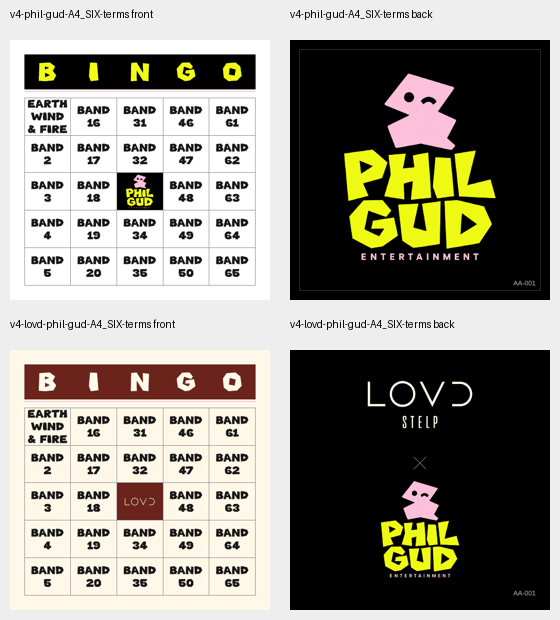 v4-phil-gud-A4_SIX-terms front
v4-phil-gud-A4_SIX-terms back
B I N G O
EARTH WIND & FIRE BAND 16 BAND 31 BAND 46 BAND 61
BAND 2 BAND 17 BAND 32 BAND 47 BAND 62
BAND 3 BAND 18 PHIL GUD BAND 48 BAND 63
BAND 4 BAND 19 BAND 34 BAND 49 BAND 64
BAND 5 BAND 20 BAND 35 BAND 50 BAND 65
PHIL
GUD
ENTERTAINMENT
AA-001
v4-lovd-phil-gud-A4_SIX-terms front
v4-lovd-phil-gud-A4_SIX-terms back
B I N G O
EARTH WIND & FIRE BAND 16 BAND 31 BAND 46 BAND 61
BAND 2 BAND 17 BAND 32 BAND 47 BAND 62
BAND 3 BAND 18 LOVD BAND 48 BAND 63
BAND 4 BAND 19 BAND 34 BAND 49 BAND 64
BAND 5 BAND 20 BAND 35 BAND 50 BAND 65
LOVD
STELP
PHIL
GUD
ENTERTAINMENT
AA-001